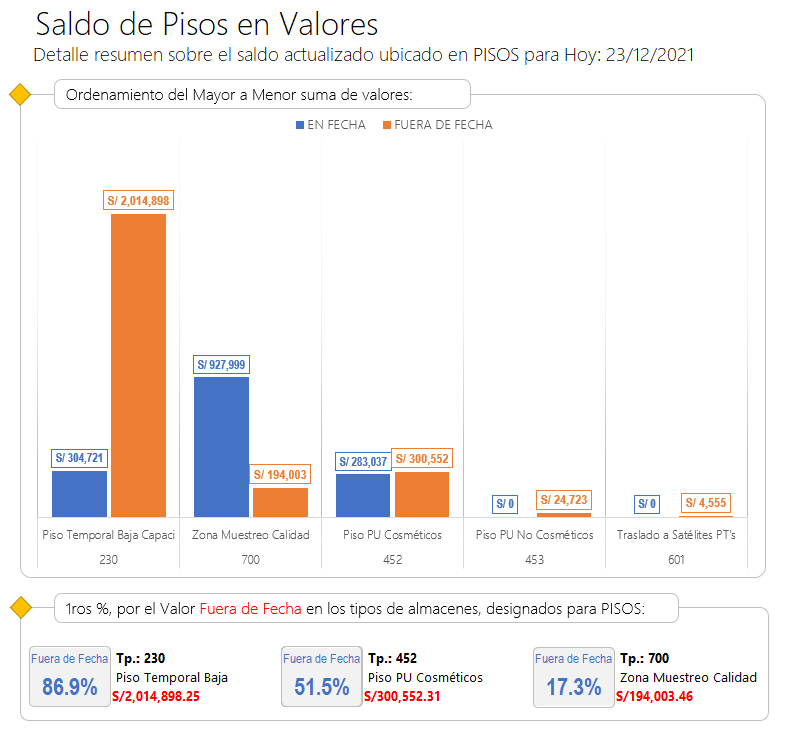 Saldo de Pisos en Valores
Detalle resumen sobre el saldo actualizado ubicado en PISOS para Hoy: 23/12/2021
Ordenamiento del Mayor a Menor suma de valores:
EN FECHA FUERA DE FECHA
S/ 2,014,898
S/ 927,999
S/ 304,721 S/ 194,003 S/ 283,037 S/ 300,552
S/ 0 S/ 24,723 S/ 0 S/ 4,555
Piso Temporal Baja Capaci Zona Muestreo Calidad Piso PU Cosméticos Piso PU No Cosméticos Traslado a Satélites PT's
230 700 452 453 601
1ros %, por el Valor Fuera de Fecha en los tipos de almacenes, designados para PISOS:
Fuera de Fecha
86.9%
Tp.: 230
Piso Temporal Baja
S/2,014,898.25
Fuera de Fecha
51.5%
Tp.: 452
Piso PU Cosméticos
S/300,552.31
Fuera de Fecha
17.3%
Tp.: 700
Zona Muestreo Calidad
S/194,003.46